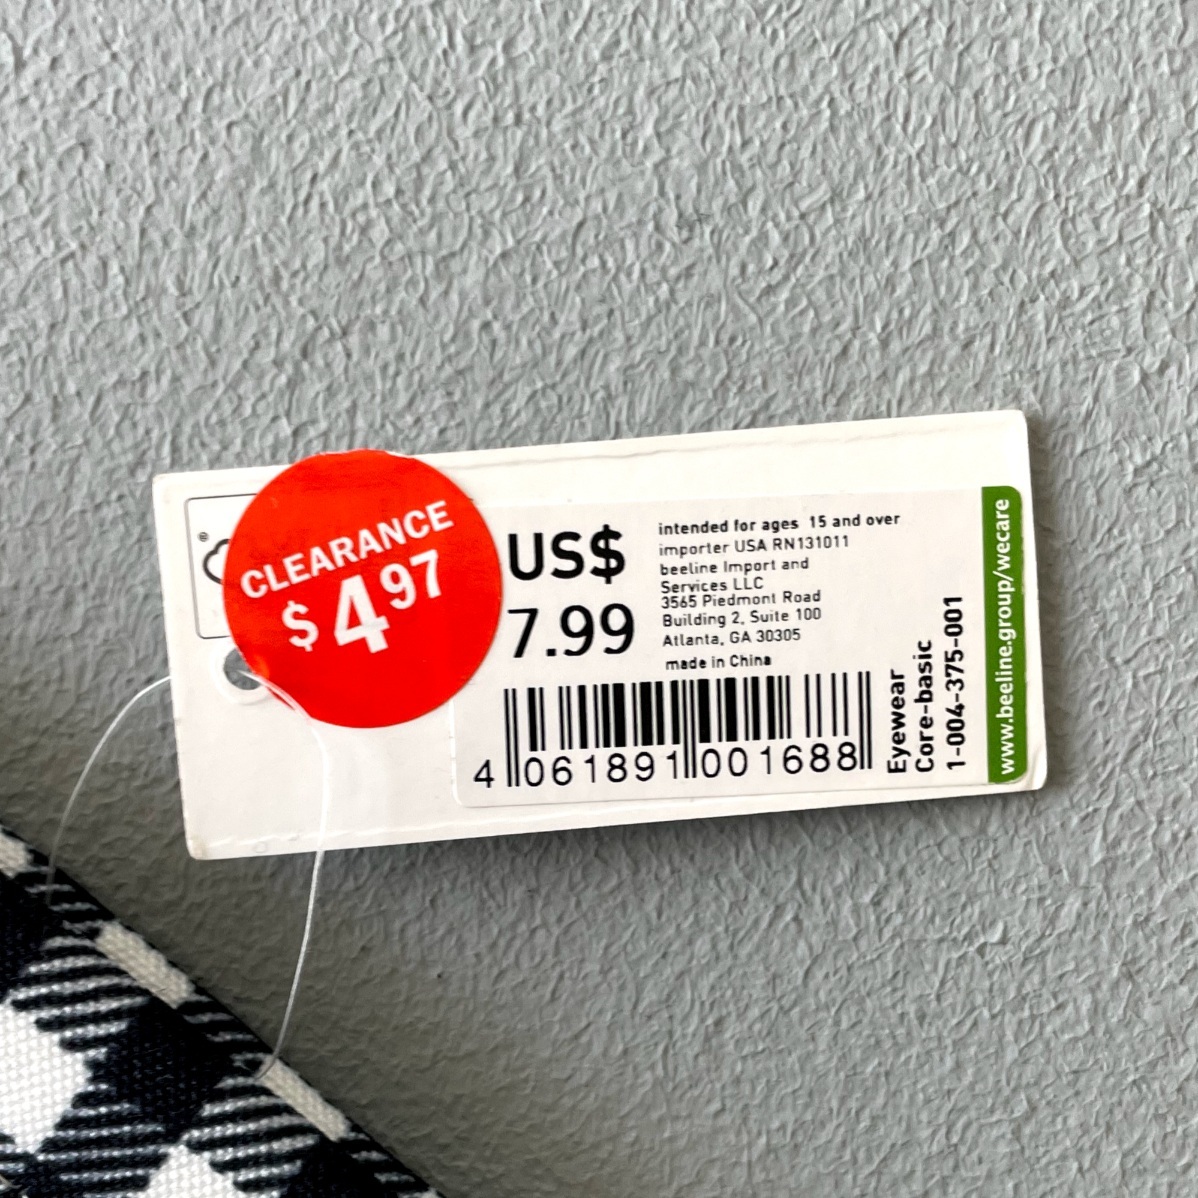 CLEARANCE
$497
US$
7.99
intended for ages 15 and over
importer USA RN131011
beeline Import and
Services LLC
3565 Piedmont Road
Building 2, Suite 100
Atlanta, GA 30305
made in China
4 061891 001688
Eyewear
Core-basic
1-004-375-001
www.beeline.group/wecare
®